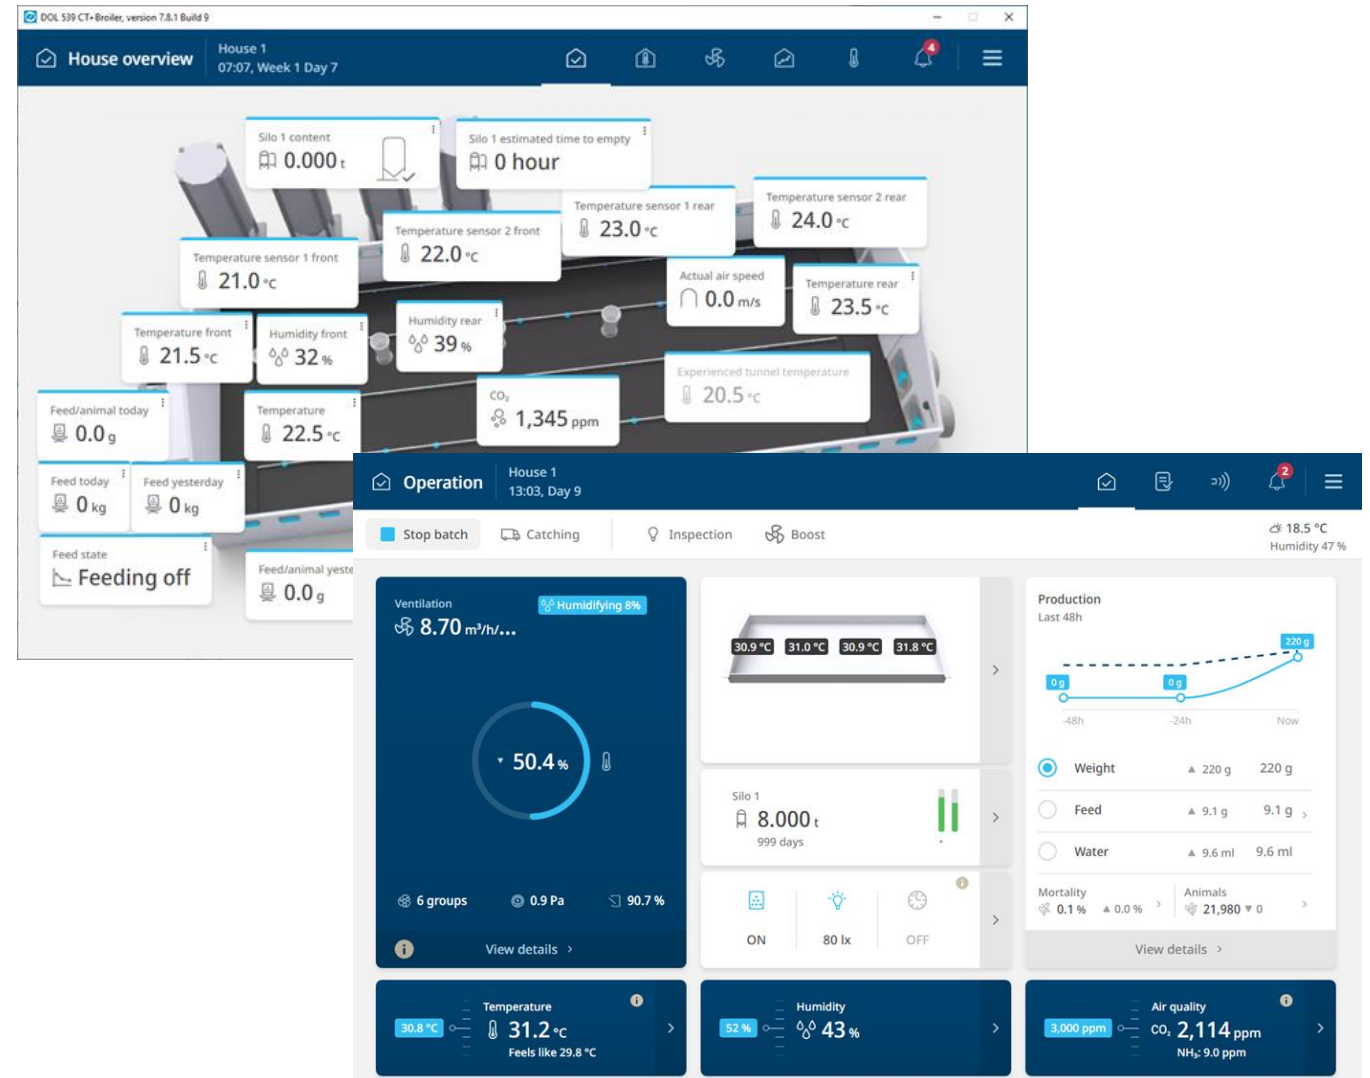 DOL 539 CT+ Broiler, version 7.8.1 Build 9
House overview
House 1
07:07, Week 1 Day 7
4
Silo 1 content
0.000 t
Silo 1 estimated time to empty
0 hour
Temperature sensor 1 rear
23.0 °C
Temperature sensor 2 rear
24.0 °C
Temperature sensor 2 front
22.0 °C
Temperature sensor 1 front
21.0 °C
Actual air speed
0.0 m/s
Temperature rear
23.5 °C
Temperature front
21.5 °C
Humidity front
32 %
Humidity rear
39 %
Experienced tunnel temperature
20.5 °C
CO₂
1,345 ppm
Feed/animal today
0.0 g
Temperature
22.5 °C
Feed today
0 kg
Feed yesterday
0 kg
Feed state
Feeding off
Feed/animal yeste
0.0 g
Operation
House 1
13:03, Day 9
2
Stop batch
Catching
Inspection
Boost
18.5 °C
Humidity 47 %
Ventilation
Humidifying 8%
8.70 m³/h/...
50.4 %
6 groups
0.9 Pa
90.7 %
View details
30.9 °C 31.0 °C 30.9 °C 31.8 °C
Silo 1
8.000 t
999 days
ON
80 lx
OFF
Production
Last 48h
220 g
0 g
0 g
-48h
-24h
Now
Weight 220 g 220 g
Feed 9.1 g 9.1 g
Water 9.6 ml 9.6 ml
Mortality
0.1 % 0.0 %
Animals
21,980 0
View details
Temperature
30.8 °C
31.2 °C
Feels like 29.8 °C
Humidity
52 %
43 %
Air quality
3,000 ppm
CO₂ 2,114 ppm
NH₃: 9.0 ppm